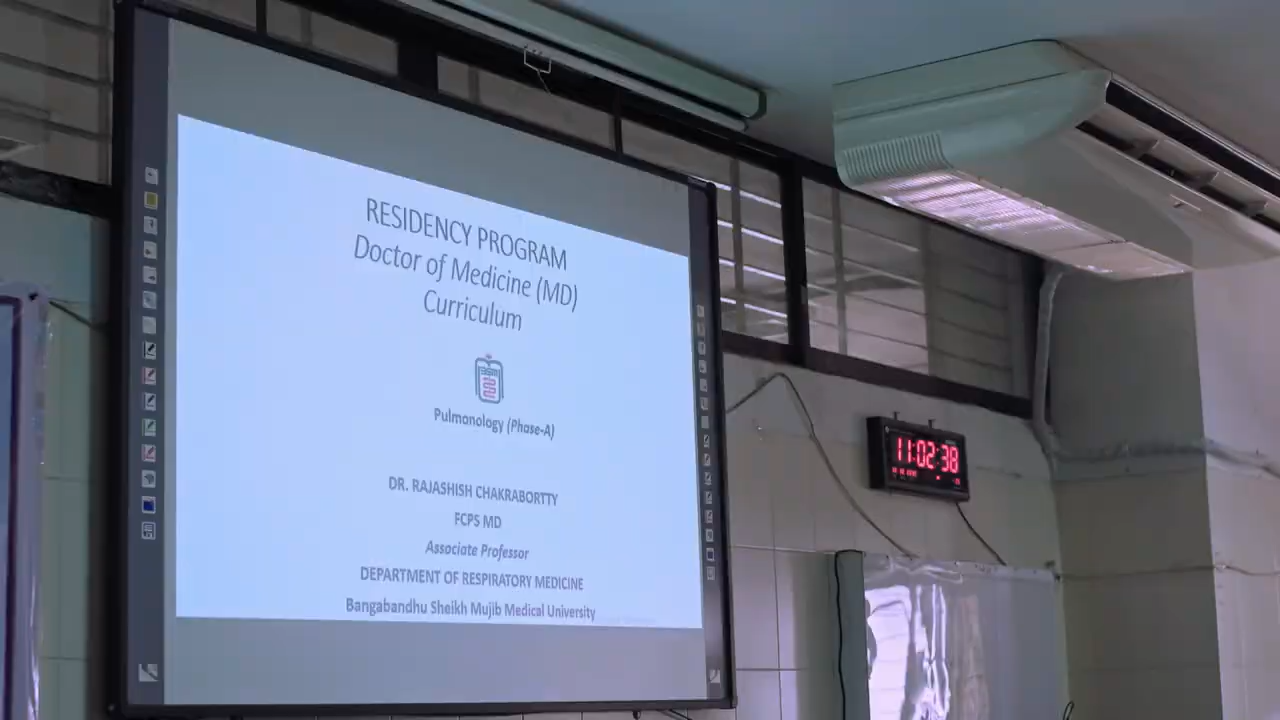 RESIDENCY PROGRAM
Doctor of Medicine (MD)
Curriculum
Pulmonology (Phase-A)
DR. RAJASHISH CHAKRABORTTY
FCPS MD
Associate Professor
DEPARTMENT OF RESPIRATORY MEDICINE
Bangabandhu Sheikh Mujib Medical University
11:02:38